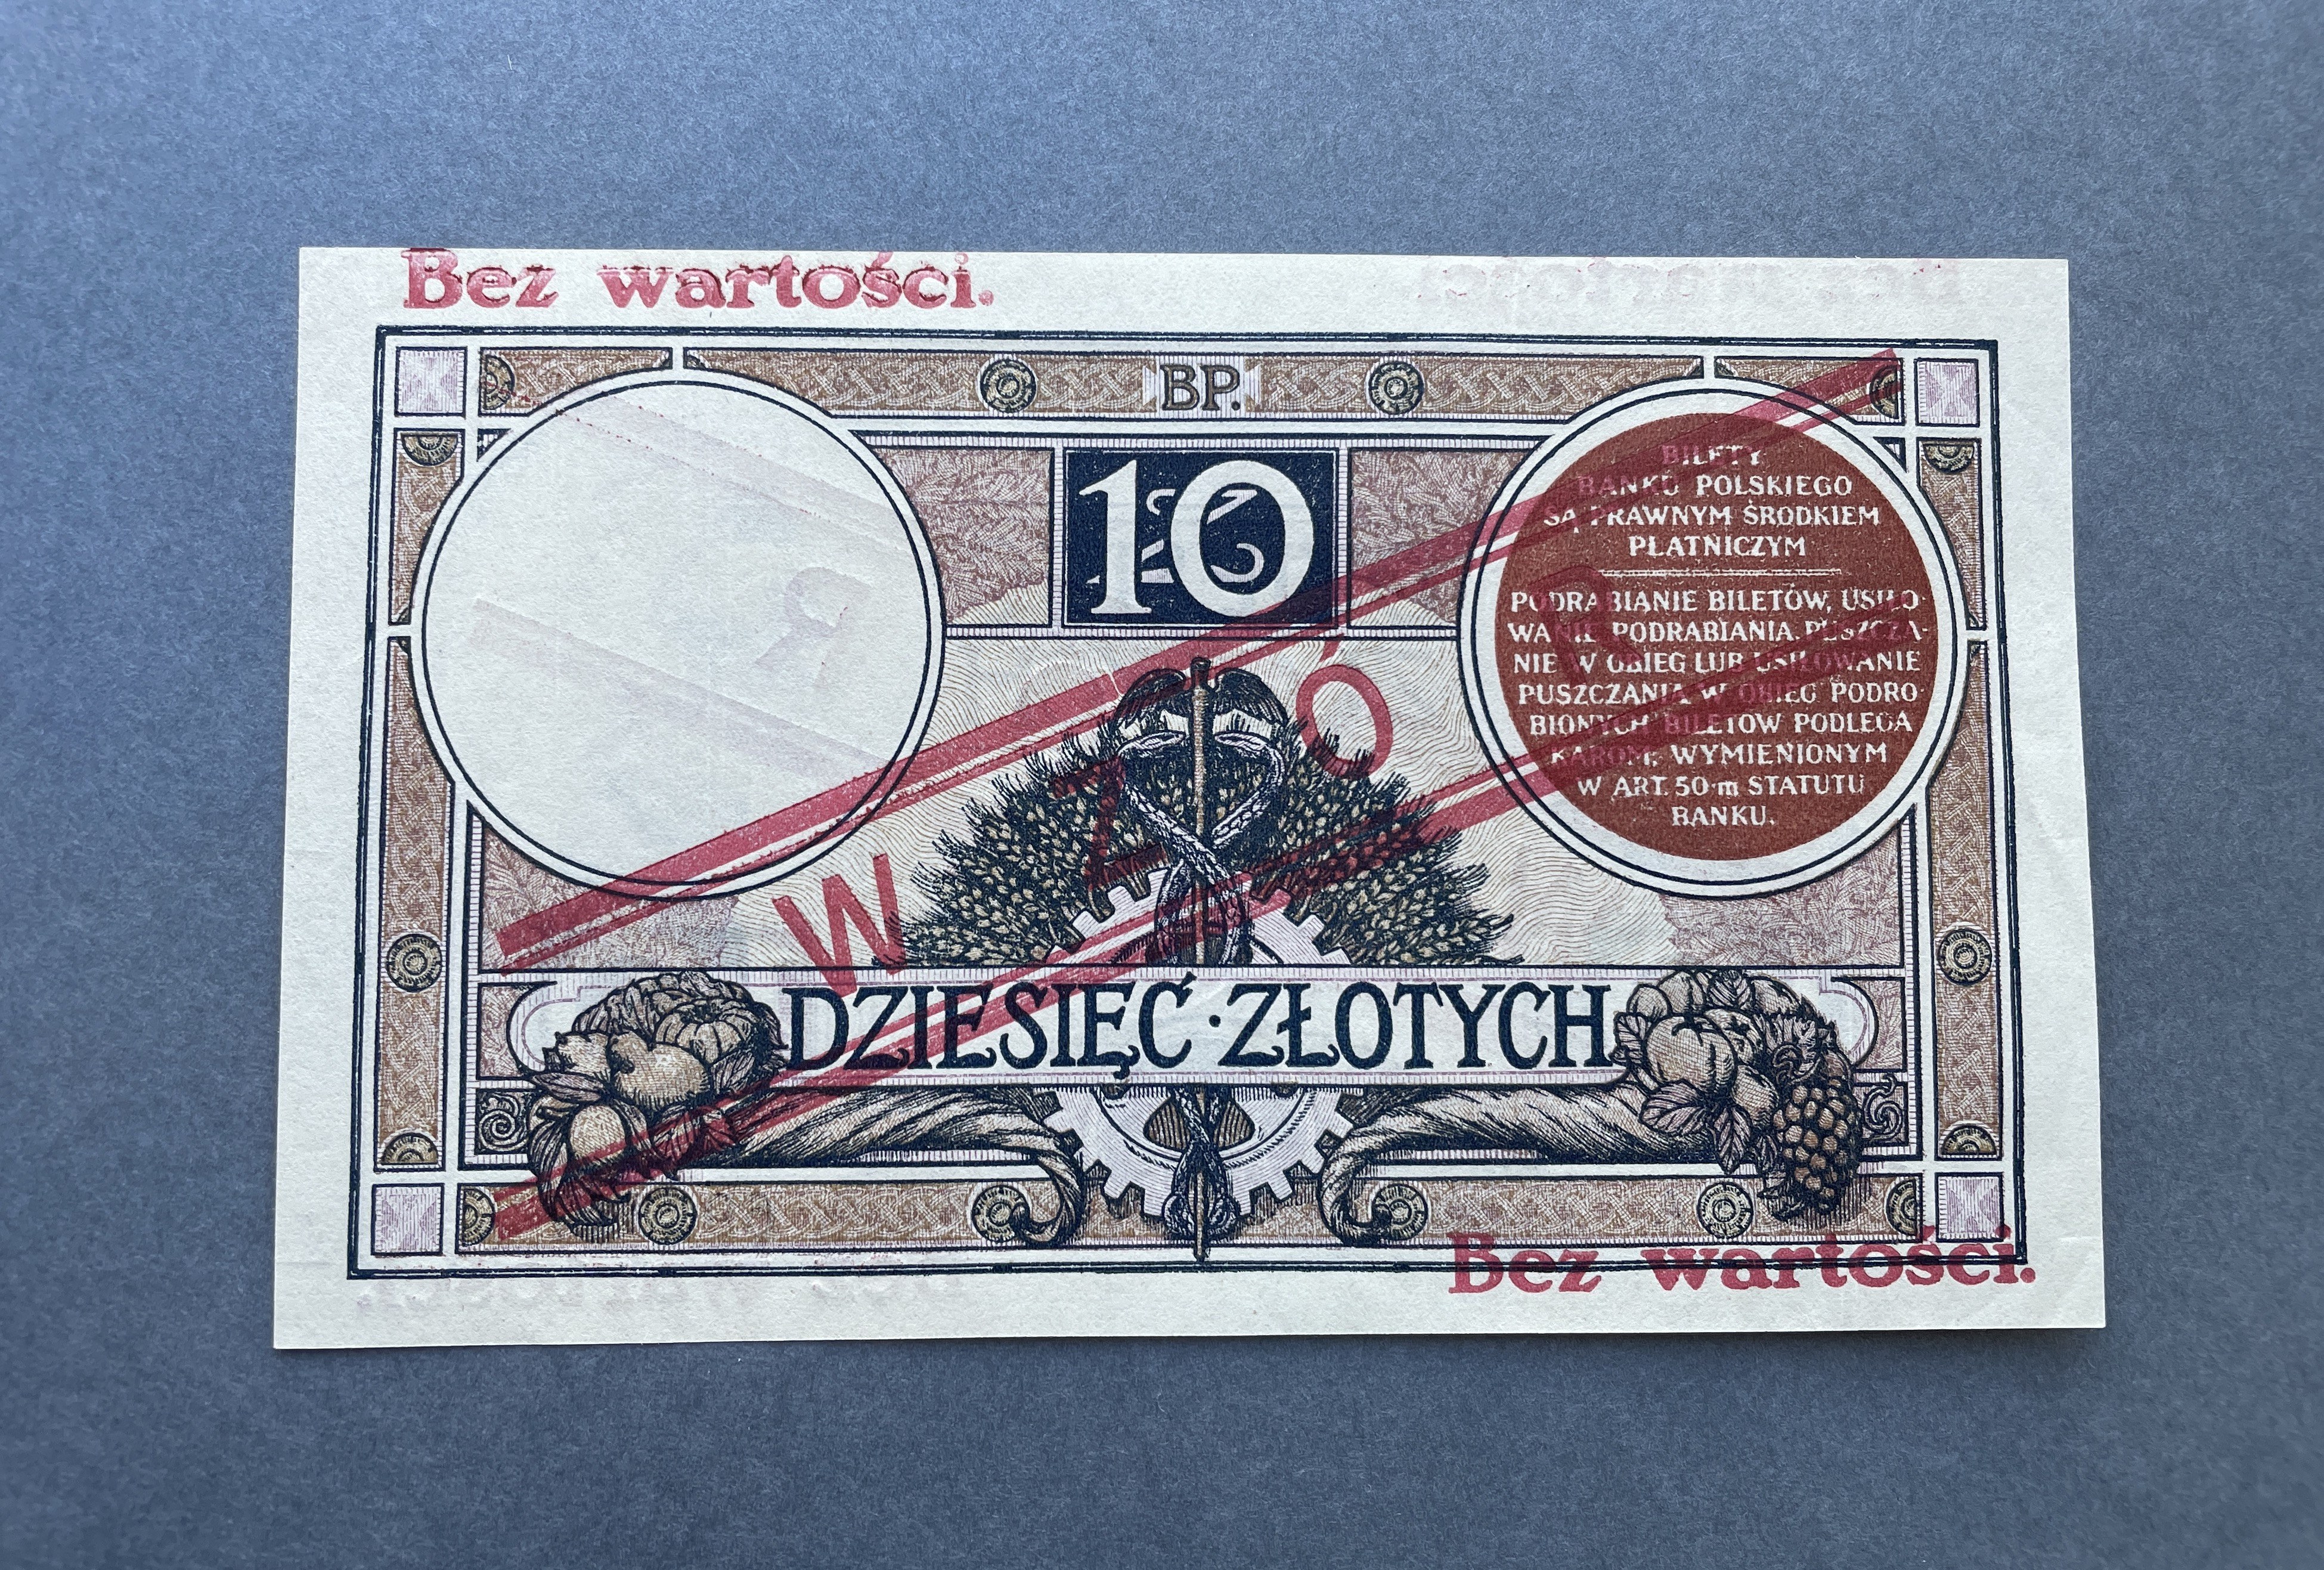 Bez wartości.
BP.
10
ZŁ
BILETY
BANKU POLSKIEGO
SĄ PRAWNYM ŚRODKIEM
PŁATNICZYM
PODRABIANIE BILETÓW, USIŁO-
WANIE PODRABIANIA, PUSZCZA-
NIE W OBIEG LUB USIŁOWANIE
PUSZCZANIA W OBIEG PODRO-
BIONYCH BILETÓW PODLEGA
KAROM, WYMIENIONYM
W ART. 50-m STATUTU
BANKU.
WZÓR
DZIESIĘĆ · ZŁOTYCH
Bez wartości.